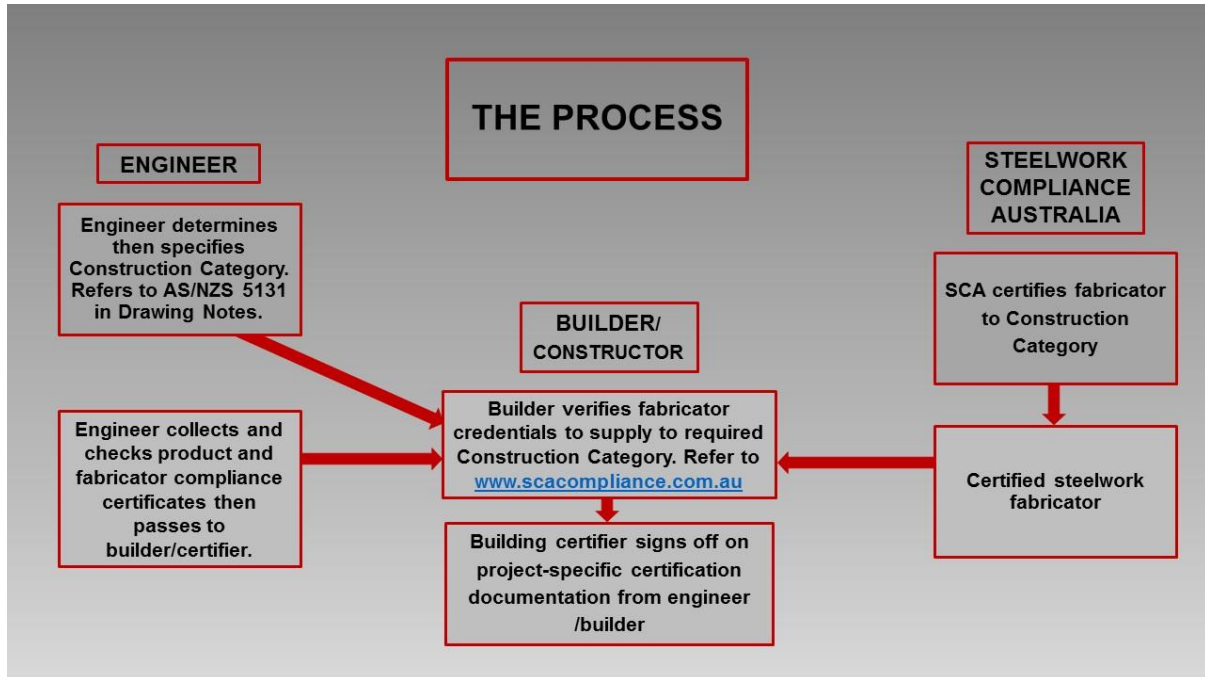 THE PROCESS
ENGINEER
Engineer determines
then specifies
Construction Category.
Refers to AS/NZS 5131
in Drawing Notes.
Engineer collects and
checks product and
fabricator compliance
certificates then
passes to
builder/certifier.
BUILDER/
CONSTRUCTOR
Builder verifies fabricator
credentials to supply to required
Construction Category. Refer to
www.scacompliance.com.au
Building certifier signs off on
project-specific certification
documentation from engineer
/builder
STEELWORK
COMPLIANCE
AUSTRALIA
SCA certifies fabricator
to Construction
Category
Certified steelwork
fabricator